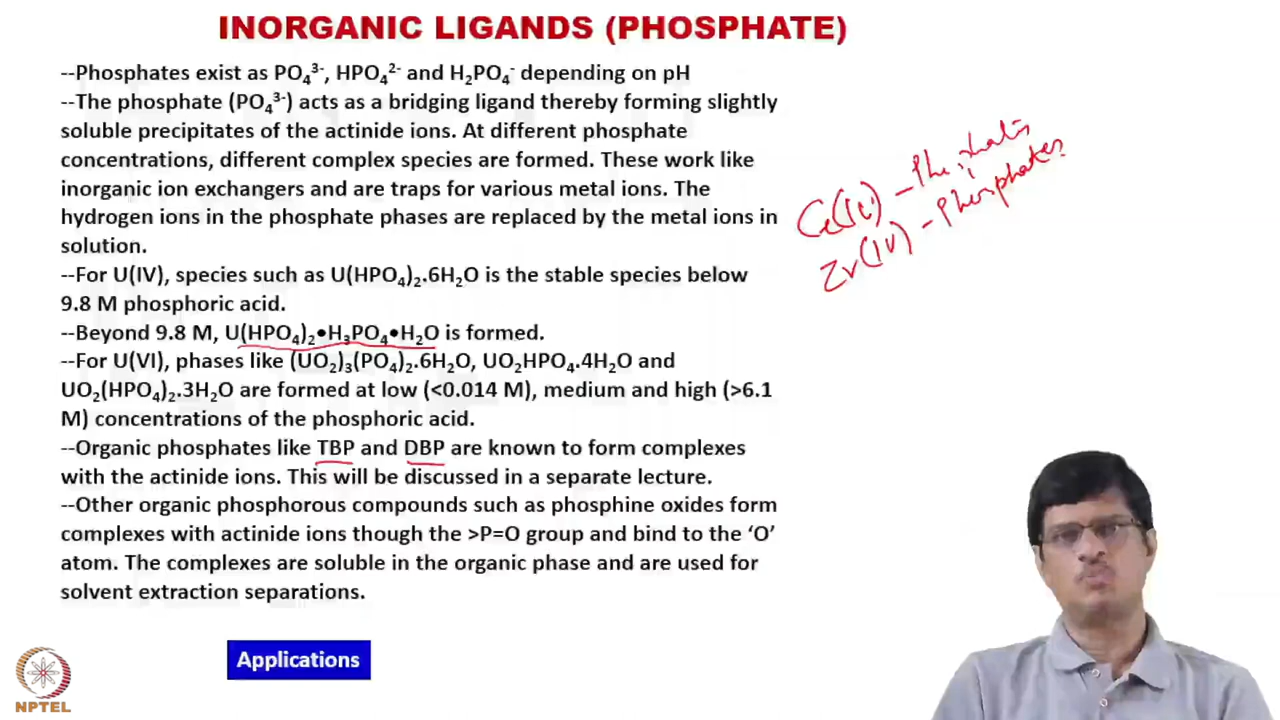 INORGANIC LIGANDS (PHOSPHATE)
--Phosphates exist as PO₄³⁻, HPO₄²⁻ and H₂PO₄⁻ depending on pH
--The phosphate (PO₄³⁻) acts as a bridging ligand thereby forming slightly
soluble precipitates of the actinide ions. At different phosphate
concentrations, different complex species are formed. These work like
inorganic ion exchangers and are traps for various metal ions. The
hydrogen ions in the phosphate phases are replaced by the metal ions in
solution.
--For U(IV), species such as U(HPO₄)₂.6H₂O is the stable species below
9.8 M phosphoric acid.
--Beyond 9.8 M, U(HPO₄)₂•H₃PO₄•H₂O is formed.
--For U(VI), phases like (UO₂)₃(PO₄)₂.6H₂O, UO₂HPO₄.4H₂O and
UO₂(HPO₄)₂.3H₂O are formed at low (<0.014 M), medium and high (>6.1
M) concentrations of the phosphoric acid.
--Organic phosphates like TBP and DBP are known to form complexes
with the actinide ions. This will be discussed in a separate lecture.
--Other organic phosphorous compounds such as phosphine oxides form
complexes with actinide ions though the >P=O group and bind to the ‘O’
atom. The complexes are soluble in the organic phase and are used for
solvent extraction separations.
Ce(IV) - Phosphates
Zr(IV) - Phosphates
Applications
NPTEL